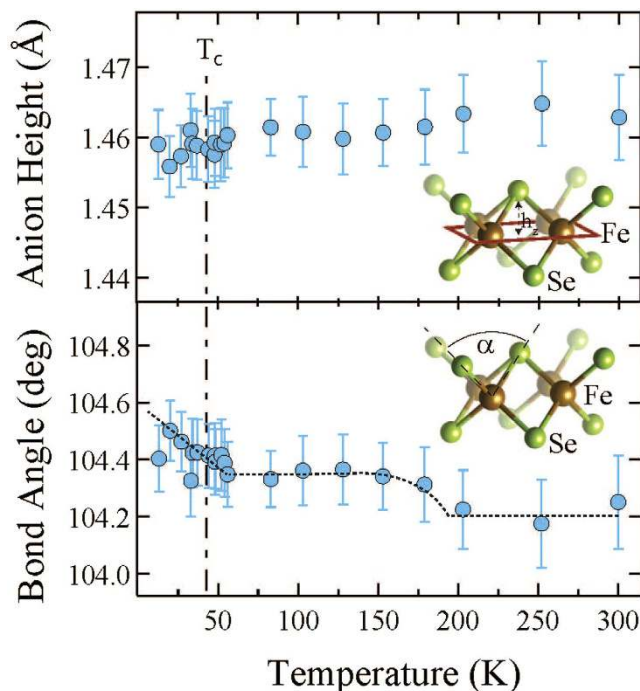 T_c
1.47
1.46
1.45
1.44
Anion Height (Å)
h_z
Fe
Se
104.8
104.6
104.4
104.2
104.0
Bond Angle (deg)
α
Fe
Se
50 100 150 200 250 300
Temperature (K)